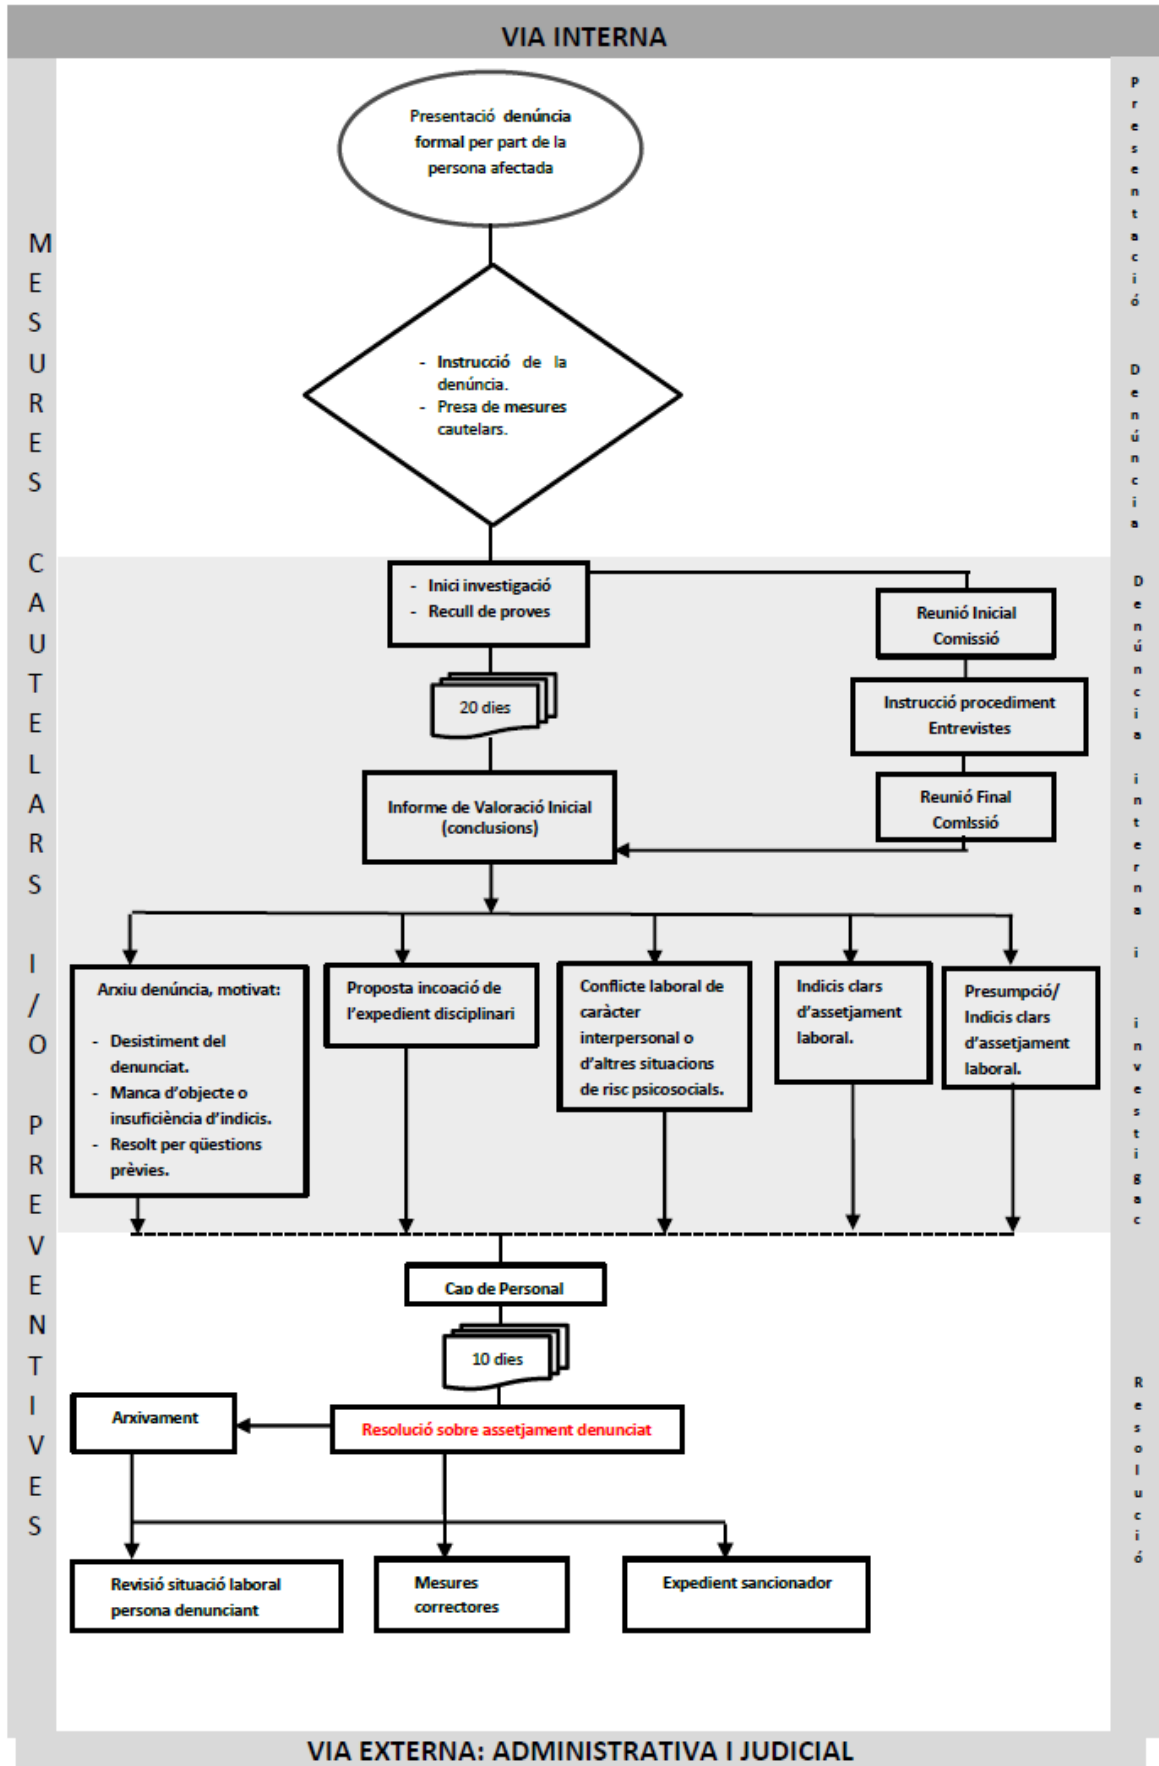 VIA INTERNA
Presentació denúncia
formal per part de la
persona afectada
- Instrucció de la
denúncia.
- Presa de mesures
cautelars.
- Inici investigació
- Recull de proves
Reunió Inicial
Comissió
20 dies
Instrucció procediment
Entrevistes
Informe de Valoració Inicial
(conclusions)
Reunió Final
Comissió
Arxiu denúncia, motivat:
- Desistiment del
denunciat.
- Manca d'objecte o
insuficiència d'indicis.
- Resolt per qüestions
prèvies.
Proposta incoació de
l'expedient disciplinari
Conflicte laboral de
caràcter
interpersonal o
d'altres situacions
de risc psicosocials.
Indicis clars
d'assetjament
laboral.
Presumpció/
Indicis clars
d'assetjament
laboral.
Cap de Personal
10 dies
Arxivament
Resolució sobre assetjament denunciat
Revisió situació laboral
persona denunciant
Mesures
correctores
Expedient sancionador
MESURES CAUTELARS I/O PREVENTIVES
Presentació Denúncia
Denúncia interna i investigac
Resolució
VIA EXTERNA: ADMINISTRATIVA I JUDICIAL